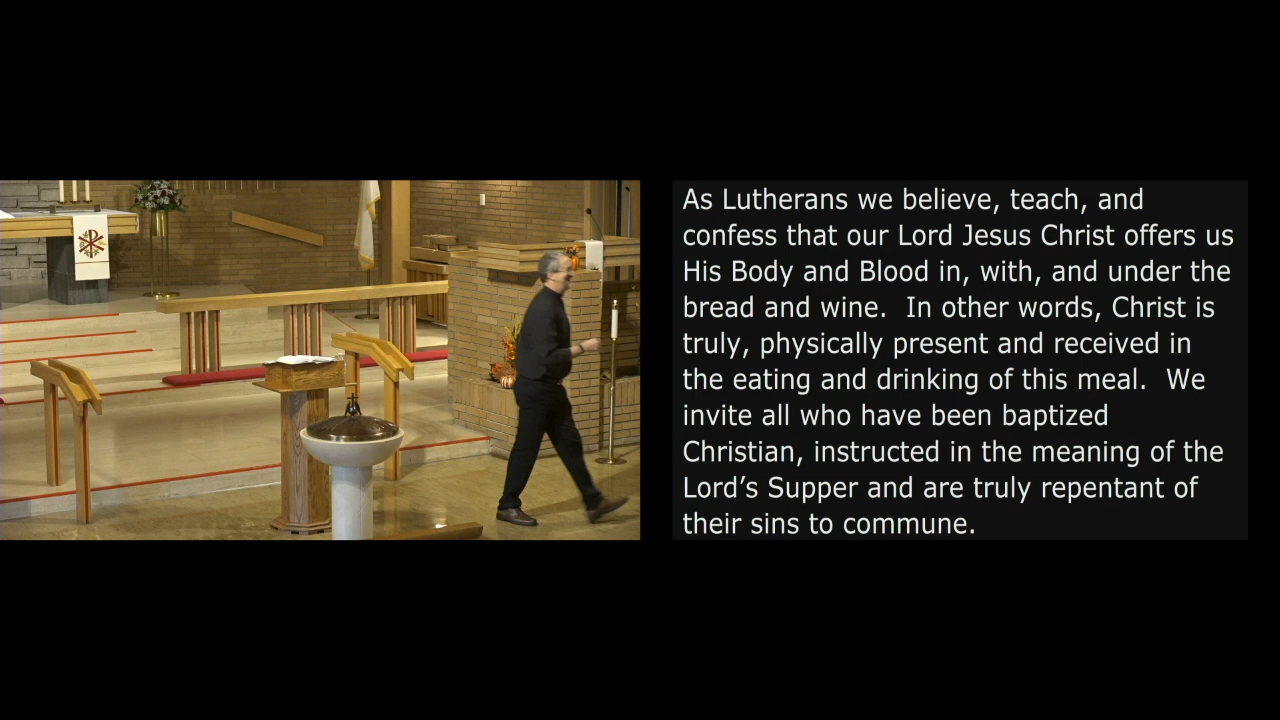 As Lutherans we believe, teach, and
confess that our Lord Jesus Christ offers us
His Body and Blood in, with, and under the
bread and wine.  In other words, Christ is
truly, physically present and received in
the eating and drinking of this meal.  We
invite all who have been baptized
Christian, instructed in the meaning of the
Lord’s Supper and are truly repentant of
their sins to commune.